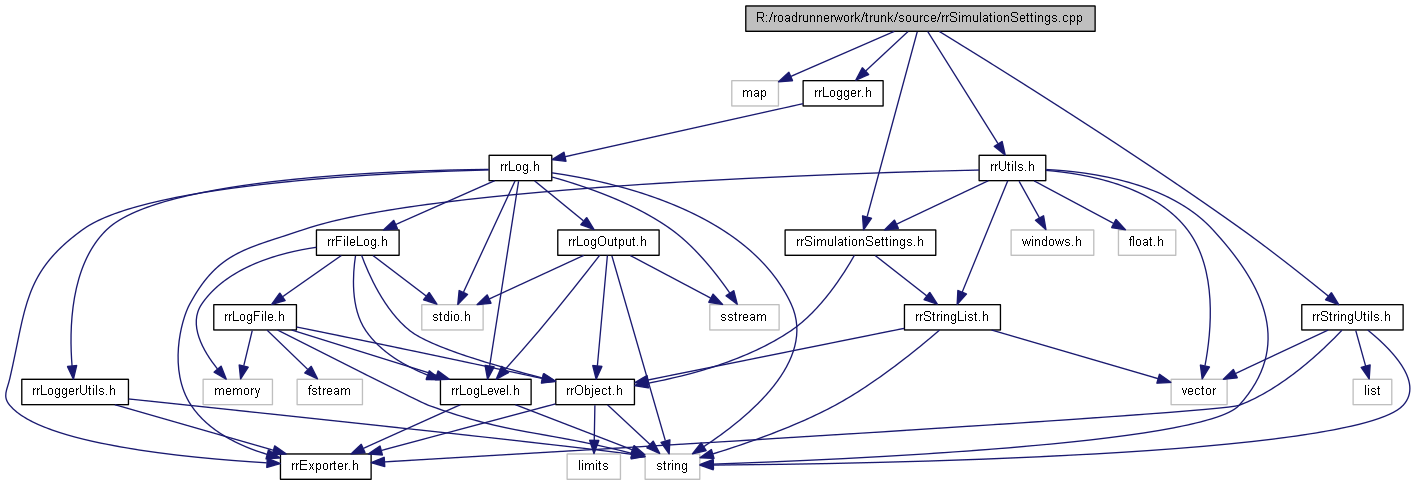 R:/roadrunnerwork/trunk/source/rrSimulationSettings.cpp
map
rrLogger.h
rrLog.h
rrUtils.h
rrFileLog.h
rrLogOutput.h
rrSimulationSettings.h
windows.h
float.h
rrLogFile.h
stdio.h
sstream
rrStringList.h
rrStringUtils.h
rrLoggerUtils.h
memory
fstream
rrLogLevel.h
rrObject.h
vector
list
rrExporter.h
limits
string